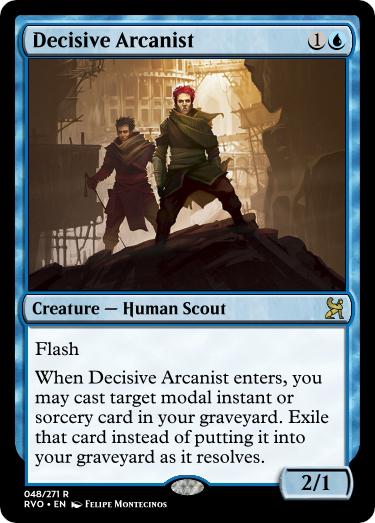 Decisive Arcanist 1
Creature — Human Scout
Flash
When Decisive Arcanist enters, you
may cast target modal instant or
sorcery card in your graveyard. Exile
that card instead of putting it into
your graveyard as it resolves.
2/1
048/271 R
RVO • EN Felipe Montecinos